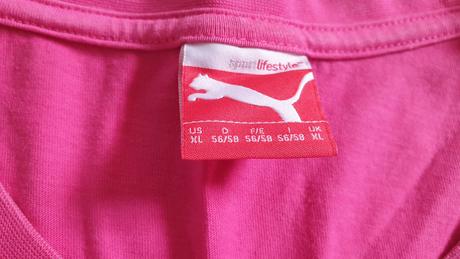 sportlifestyle
US D F/E I UK
XL 56/58 56/58 56/58 XL